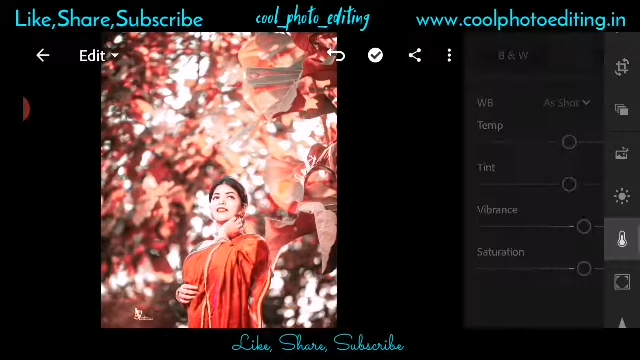 Like,Share,Subscribe
cool_photo_editing
www.coolphotoediting.in
Edit
B & W
WB As Shot
Temp
Tint
Vibrance
Saturation
Like, Share, Subscribe